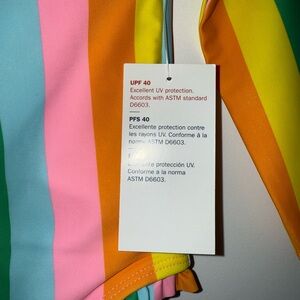 UPF 40
Excellent UV protection.
Accords with ASTM standard
D6603.
PFS 40
Excellente protection contre
les rayons UV. Conforme à la
norme ASTM D6603.
protección UV.
Conforme a la norma
ASTM D6603.